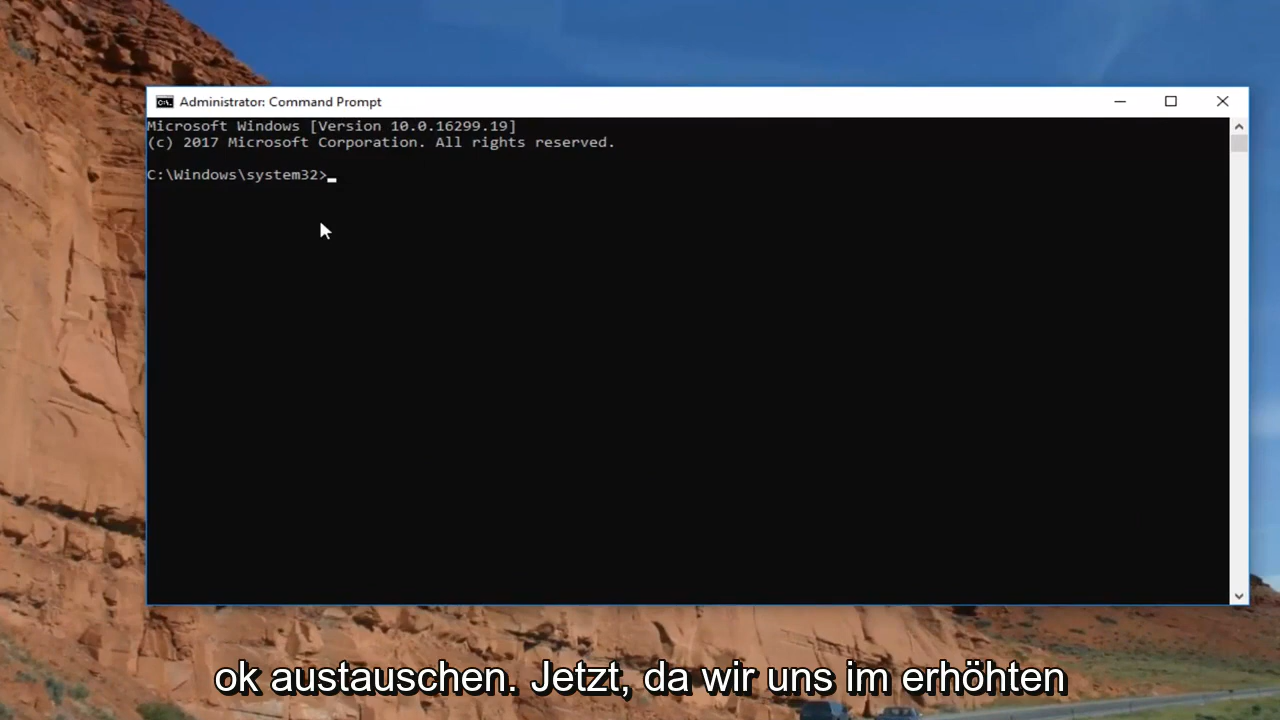 Administrator: Command Prompt
Microsoft Windows [Version 10.0.16299.19]
(c) 2017 Microsoft Corporation. All rights reserved.
C:\Windows\system32>
ok austauschen. Jetzt, da wir uns im erhöhten